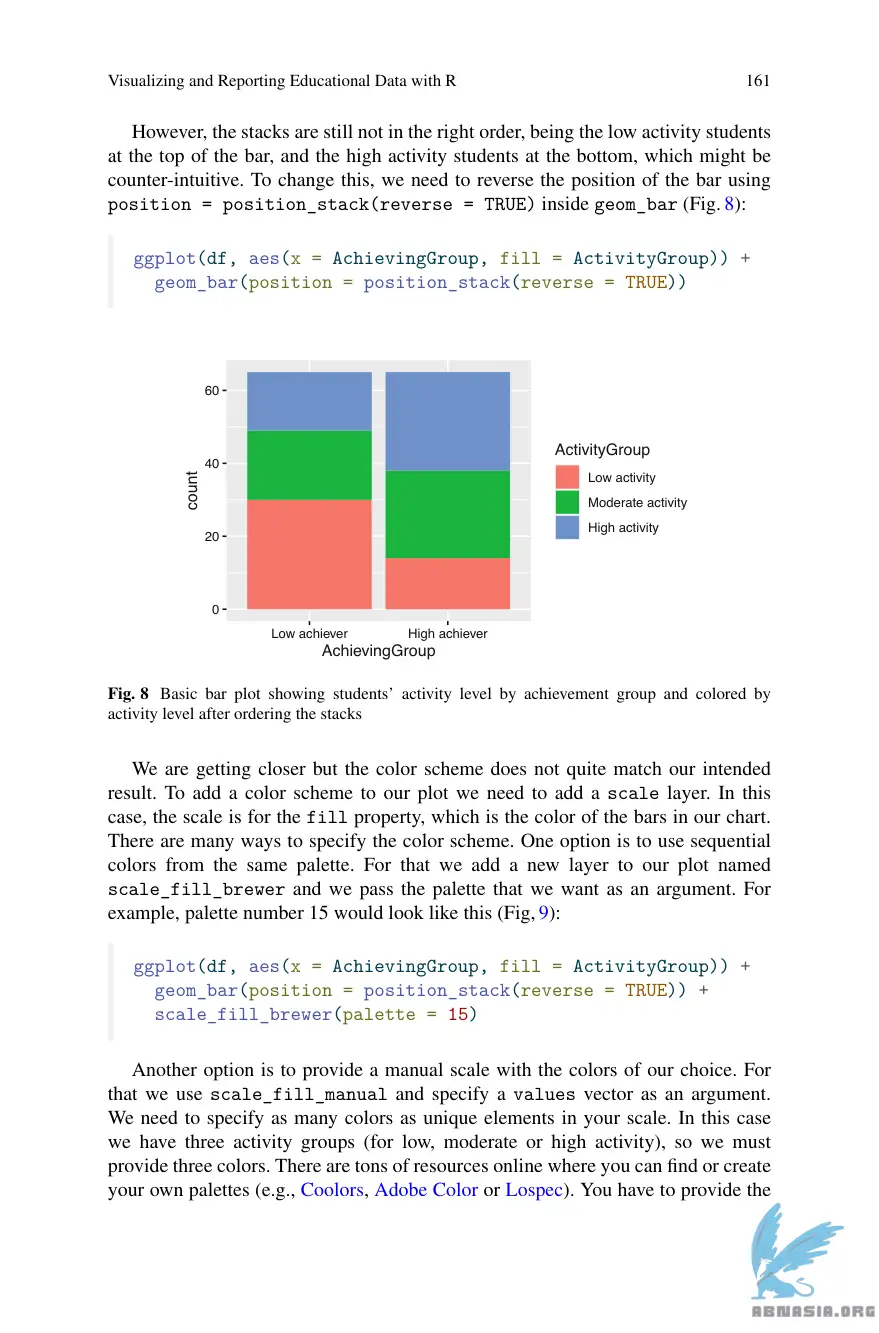 Visualizing and Reporting Educational Data with R 161
However, the stacks are still not in the right order, being the low activity students
at the top of the bar, and the high activity students at the bottom, which might be
counter-intuitive. To change this, we need to reverse the position of the bar using
position = position_stack(reverse = TRUE) inside geom_bar (Fig. 8):
ggplot(df, aes(x = AchievingGroup, fill = ActivityGroup)) +
geom_bar(position = position_stack(reverse = TRUE))
60
40
20
0
count
Low achiever High achiever
AchievingGroup
ActivityGroup
Low activity
Moderate activity
High activity
Fig. 8 Basic bar plot showing students' activity level by achievement group and colored by
activity level after ordering the stacks
We are getting closer but the color scheme does not quite match our intended
result. To add a color scheme to our plot we need to add a scale layer. In this
case, the scale is for the fill property, which is the color of the bars in our chart.
There are many ways to specify the color scheme. One option is to use sequential
colors from the same palette. For that we add a new layer to our plot named
scale_fill_brewer and we pass the palette that we want as an argument. For
example, palette number 15 would look like this (Fig, 9):
ggplot(df, aes(x = AchievingGroup, fill = ActivityGroup)) +
geom_bar(position = position_stack(reverse = TRUE)) +
scale_fill_brewer(palette = 15)
Another option is to provide a manual scale with the colors of our choice. For
that we use scale_fill_manual and specify a values vector as an argument.
We need to specify as many colors as unique elements in your scale. In this case
we have three activity groups (for low, moderate or high activity), so we must
provide three colors. There are tons of resources online where you can find or create
your own palettes (e.g., Coolors, Adobe Color or Lospec). You have to provide the
ABNASIA.ORG